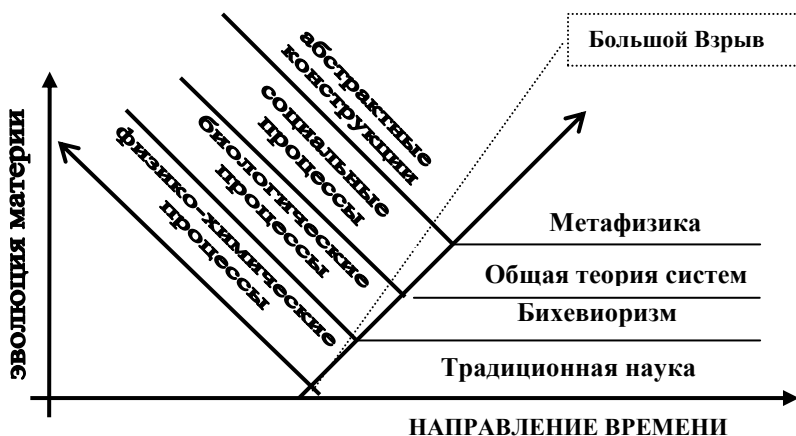 Большой Взрыв
абстрактные
конструкции
социальные
процессы
биологические
процессы
физико-химические
процессы
эволюция материи
Метафизика
Общая теория систем
Бихевиоризм
Традиционная наука
НАПРАВЛЕНИЕ ВРЕМЕНИ